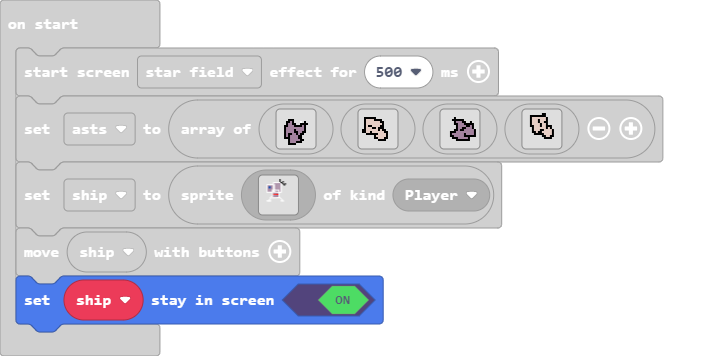 on start
start screen star field effect for 500 ms
set asts to array of
set ship to sprite of kind Player
move ship with buttons
set ship stay in screen ON